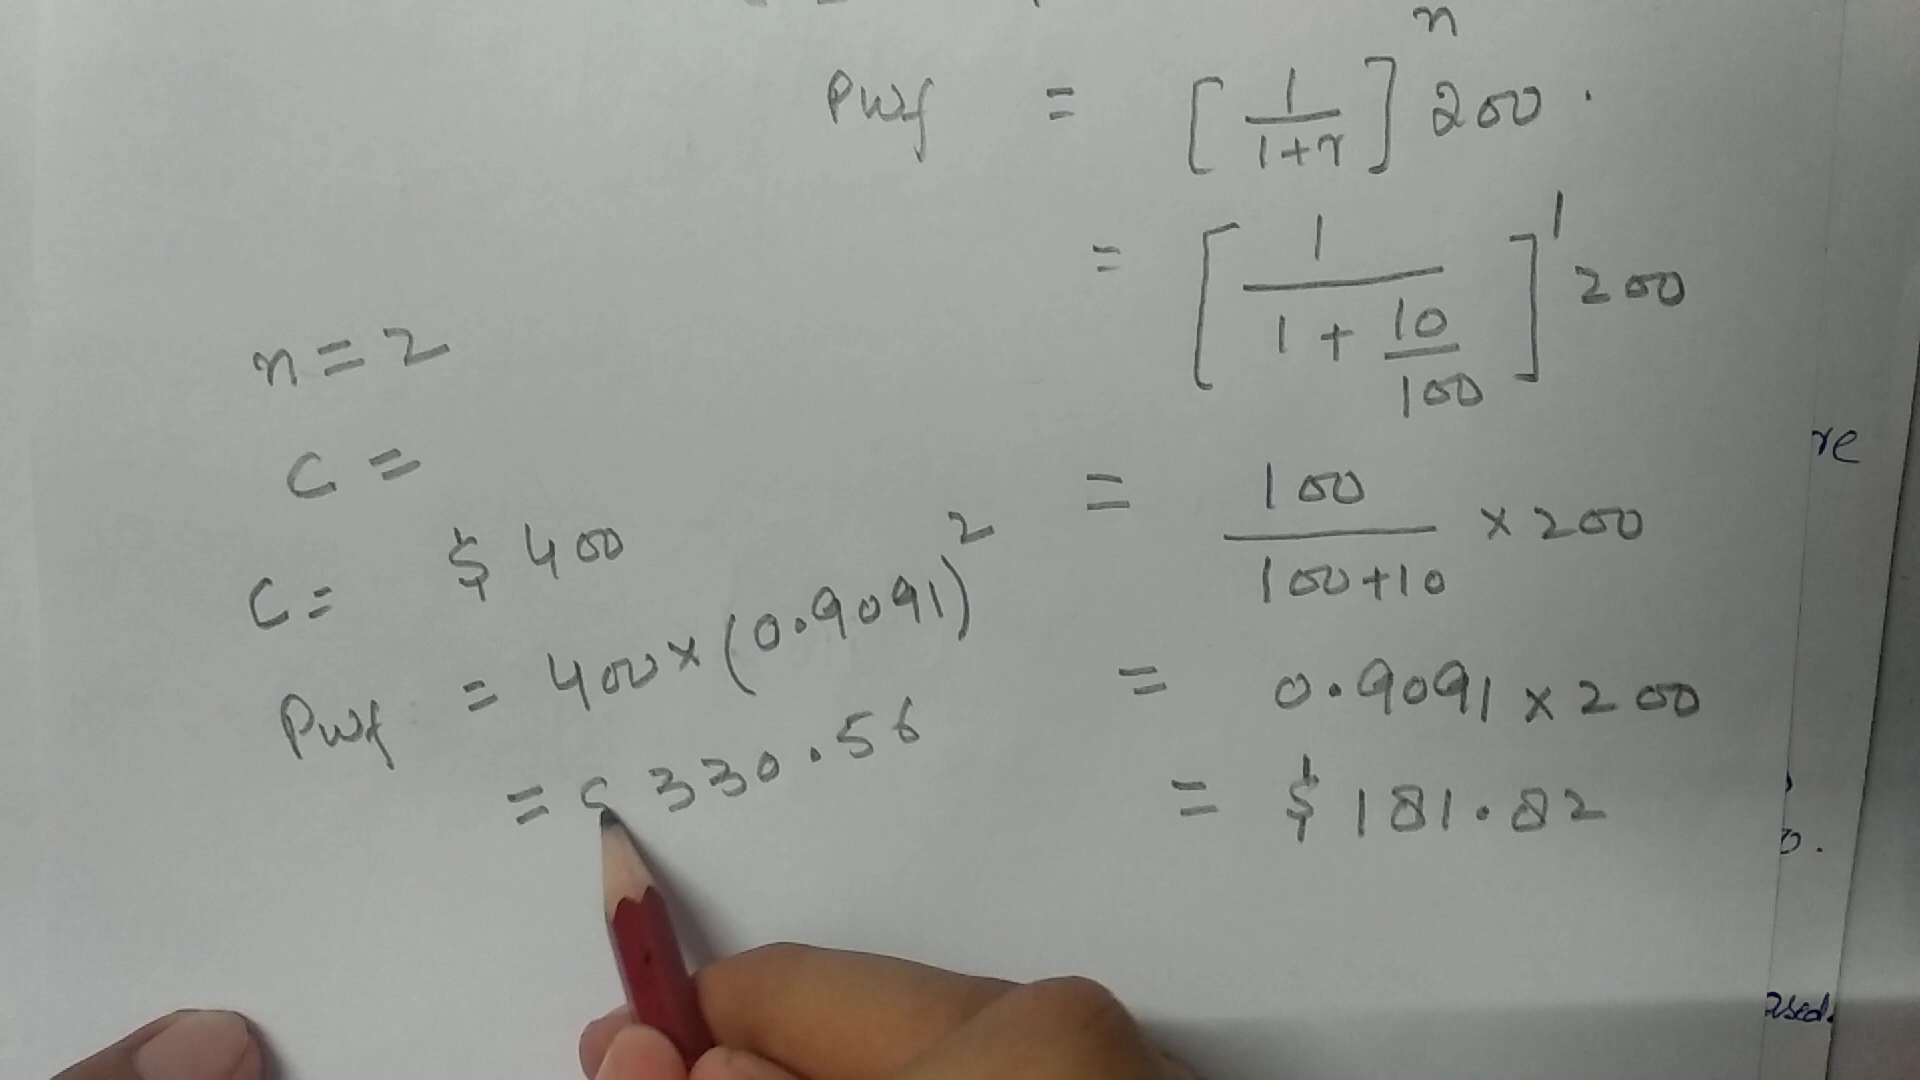 Pwf = [1/1+r]^n 200.
= [1/1+10/100]^1 200
= 100/100+10 × 200
= 0.9091 × 200
= $ 181.82
n=2
C =
C = $ 400
Pwf = 400 × (0.9091)^2
= $ 330.56
re
ased.